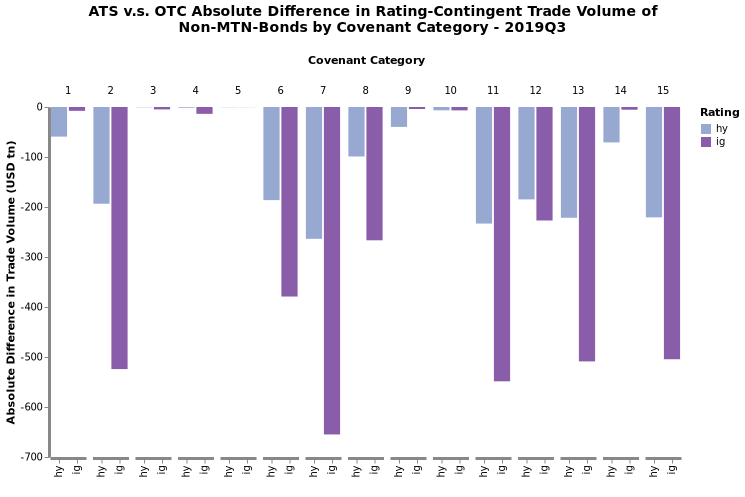 ATS v.s. OTC Absolute Difference in Rating-Contingent Trade Volume of
Non-MTN-Bonds by Covenant Category - 2019Q3
Covenant Category
1 2 3 4 5 6 7 8 9 10 11 12 13 14 15
Absolute Difference in Trade Volume (USD tn)
0
-100
-200
-300
-400
-500
-600
-700
hy ig hy ig hy ig hy ig hy ig hy ig hy ig hy ig hy ig hy ig hy ig hy ig hy ig hy ig hy ig
Rating
hy
ig